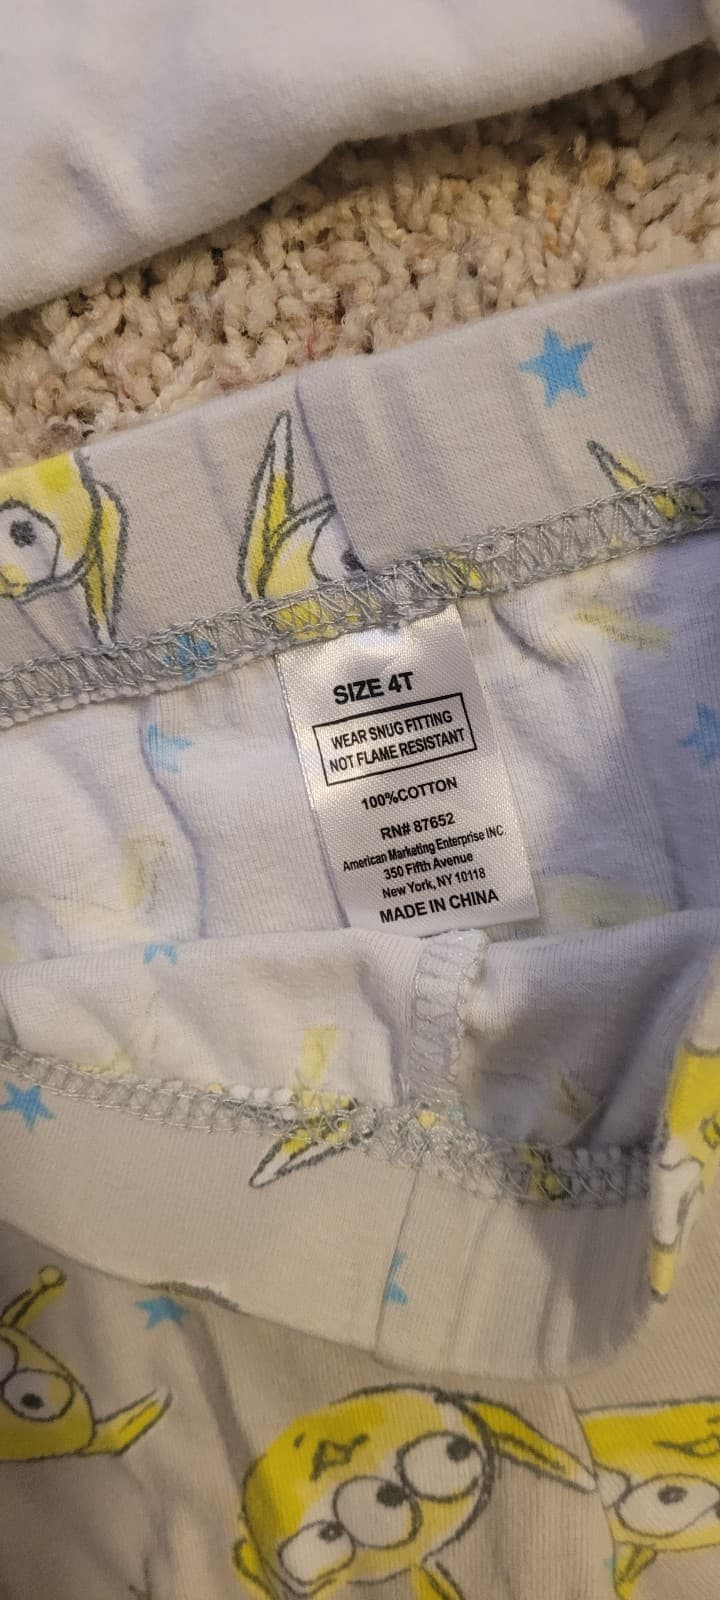 SIZE 4T
WEAR SNUG FITTING
NOT FLAME RESISTANT
100%COTTON
RN# 87652
American Marketing Enterprise INC.
350 Fifth Avenue
New York, NY 10118
MADE IN CHINA